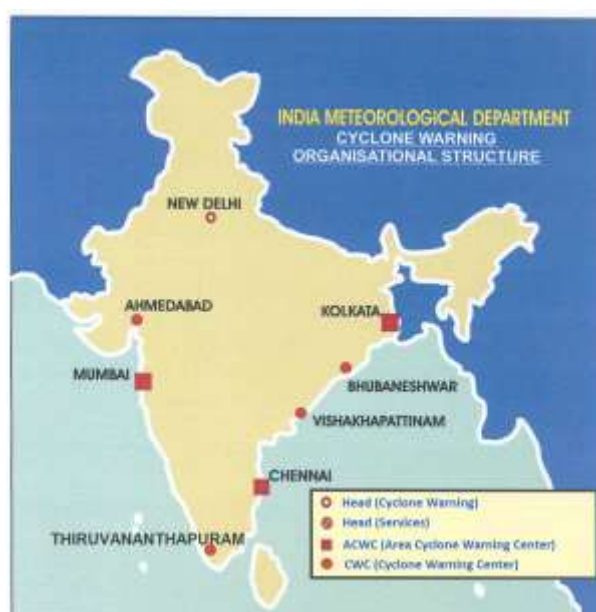 INDIA METEOROLOGICAL DEPARTMENT
CYCLONE WARNING
ORGANISATIONAL STRUCTURE
NEW DELHI
AHMEDABAD
KOLKATA
MUMBAI
BHUBANESHWAR
VISHAKHAPATTINAM
CHENNAI
THIRUVANANTHAPURAM
Head (Cyclone Warning)
Head (Services)
ACWC (Area Cyclone Warning Center)
CWC (Cyclone Warning Center)